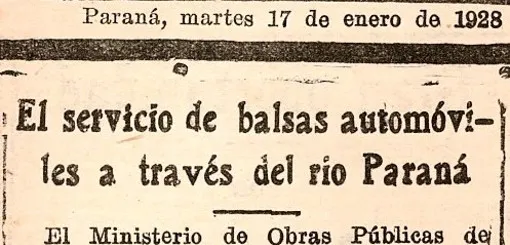 Paraná, martes 17 de enero de 1928
El servicio de balsas automóvi-
les a través del rio Paraná
El Ministerio de Obras Públicas de